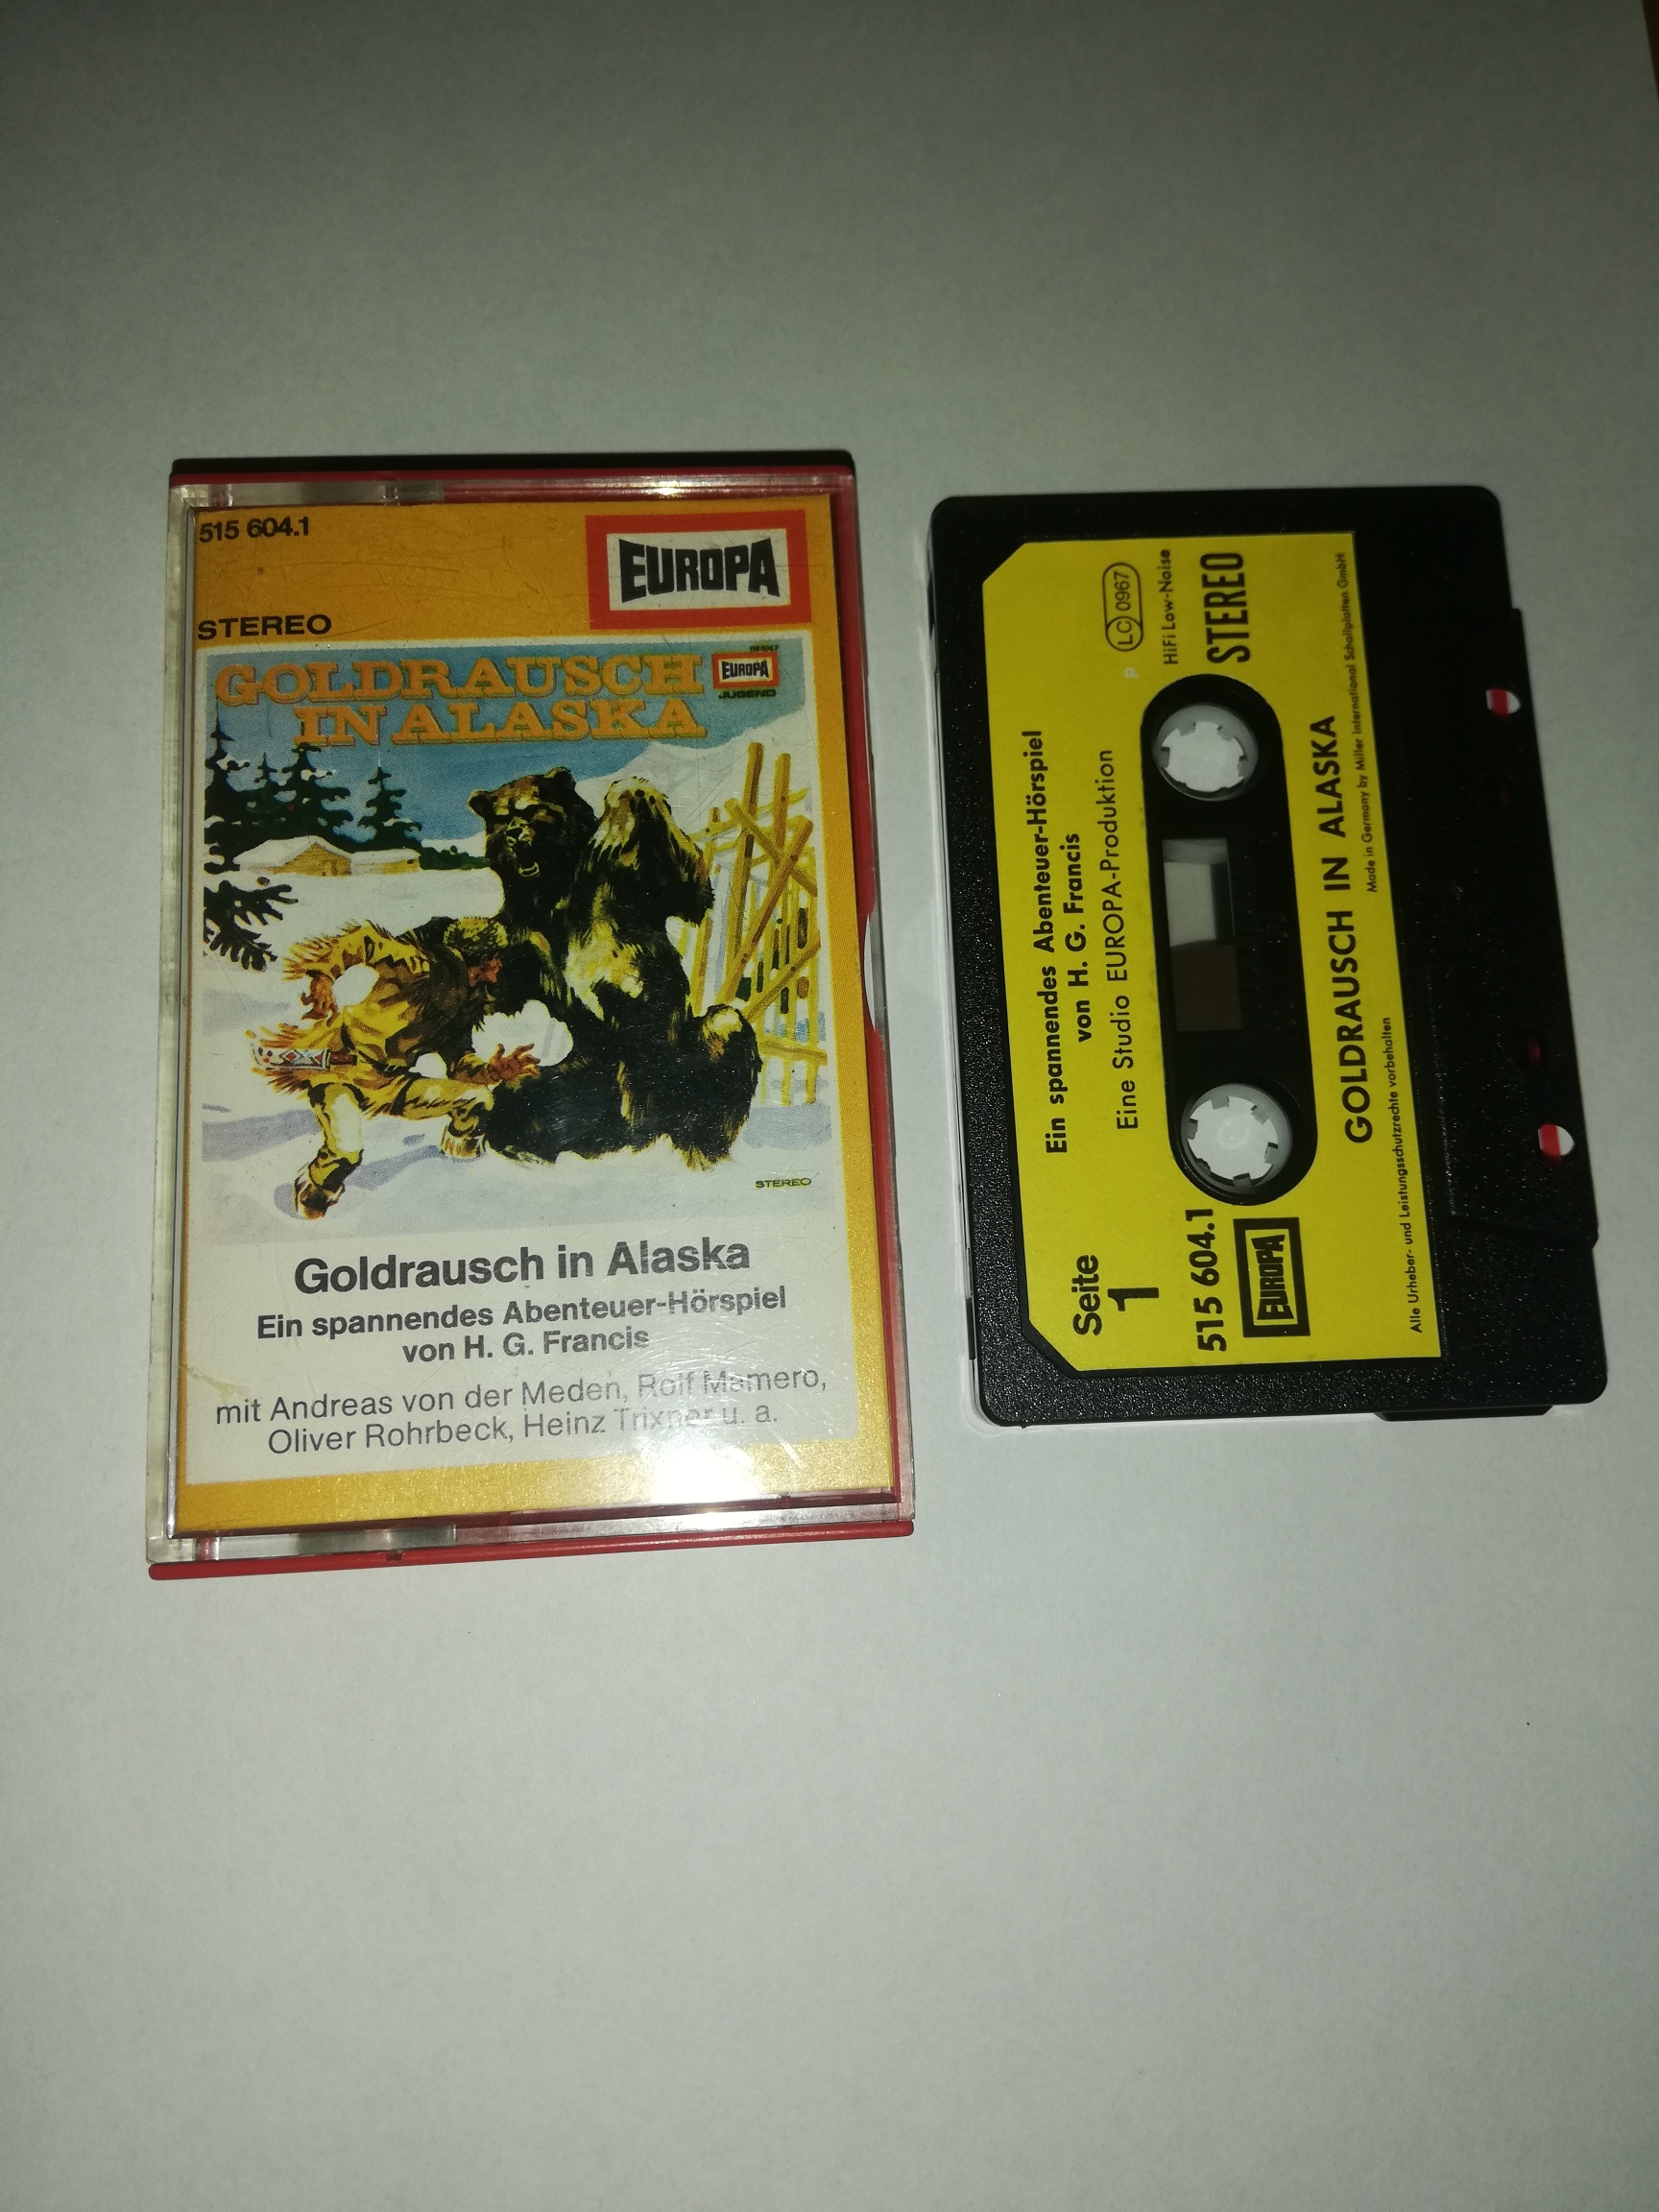 515 604.1
EUROPA
STEREO
GOLDRAUSCH
IN ALASKA
EUROPA
JUGEND
STEREO
Goldrausch in Alaska
Ein spannendes Abenteuer-Hörspiel
von H. G. Francis
mit Andreas von der Meden, Rolf Mamero,
Oliver Rohrbeck, Heinz Trixner u. a.
Ein spannendes Abenteuer-Hörspiel
von H. G. Francis
Eine Studio EUROPA-Produktion
P
LC 0967
HiFi Low-Noise
STEREO
Seite
1
515 604.1
EUROPA
GOLDRAUSCH IN ALASKA
Alle Urheber- und Leistungsschutzrechte vorbehalten
Made in Germany by Miller International Schallplatten GmbH